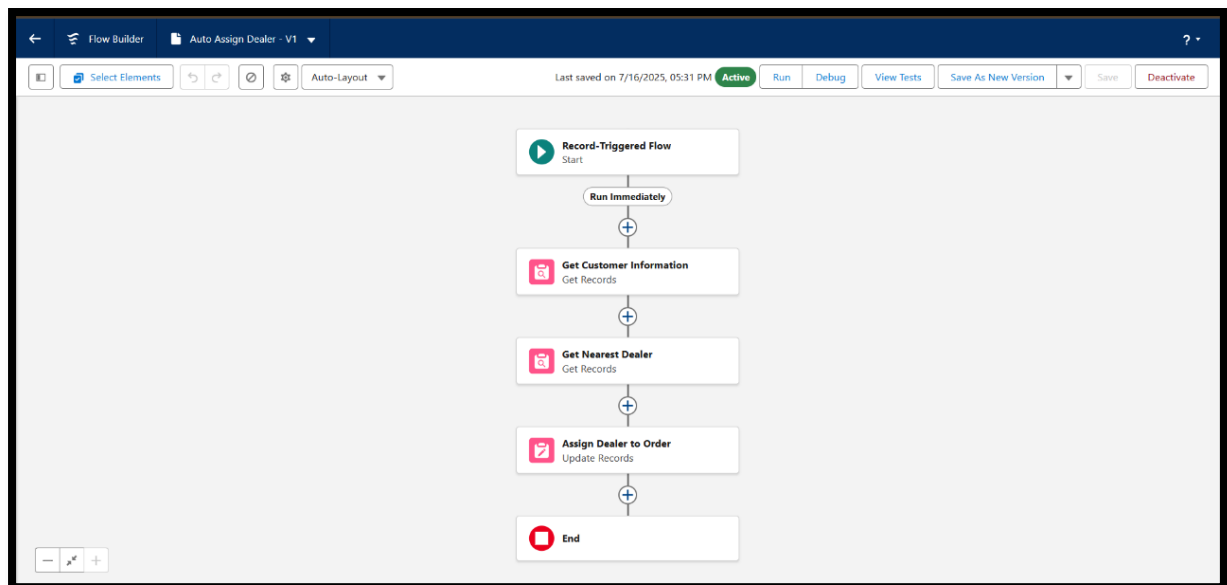 Flow Builder Auto Assign Dealer - V1 ?
Select Elements Auto-Layout Last saved on 7/16/2025, 05:31 PM Active Run Debug View Tests Save As New Version Save Deactivate
Record-Triggered Flow
Start
Run Immediately
Get Customer Information
Get Records
Get Nearest Dealer
Get Records
Assign Dealer to Order
Update Records
End